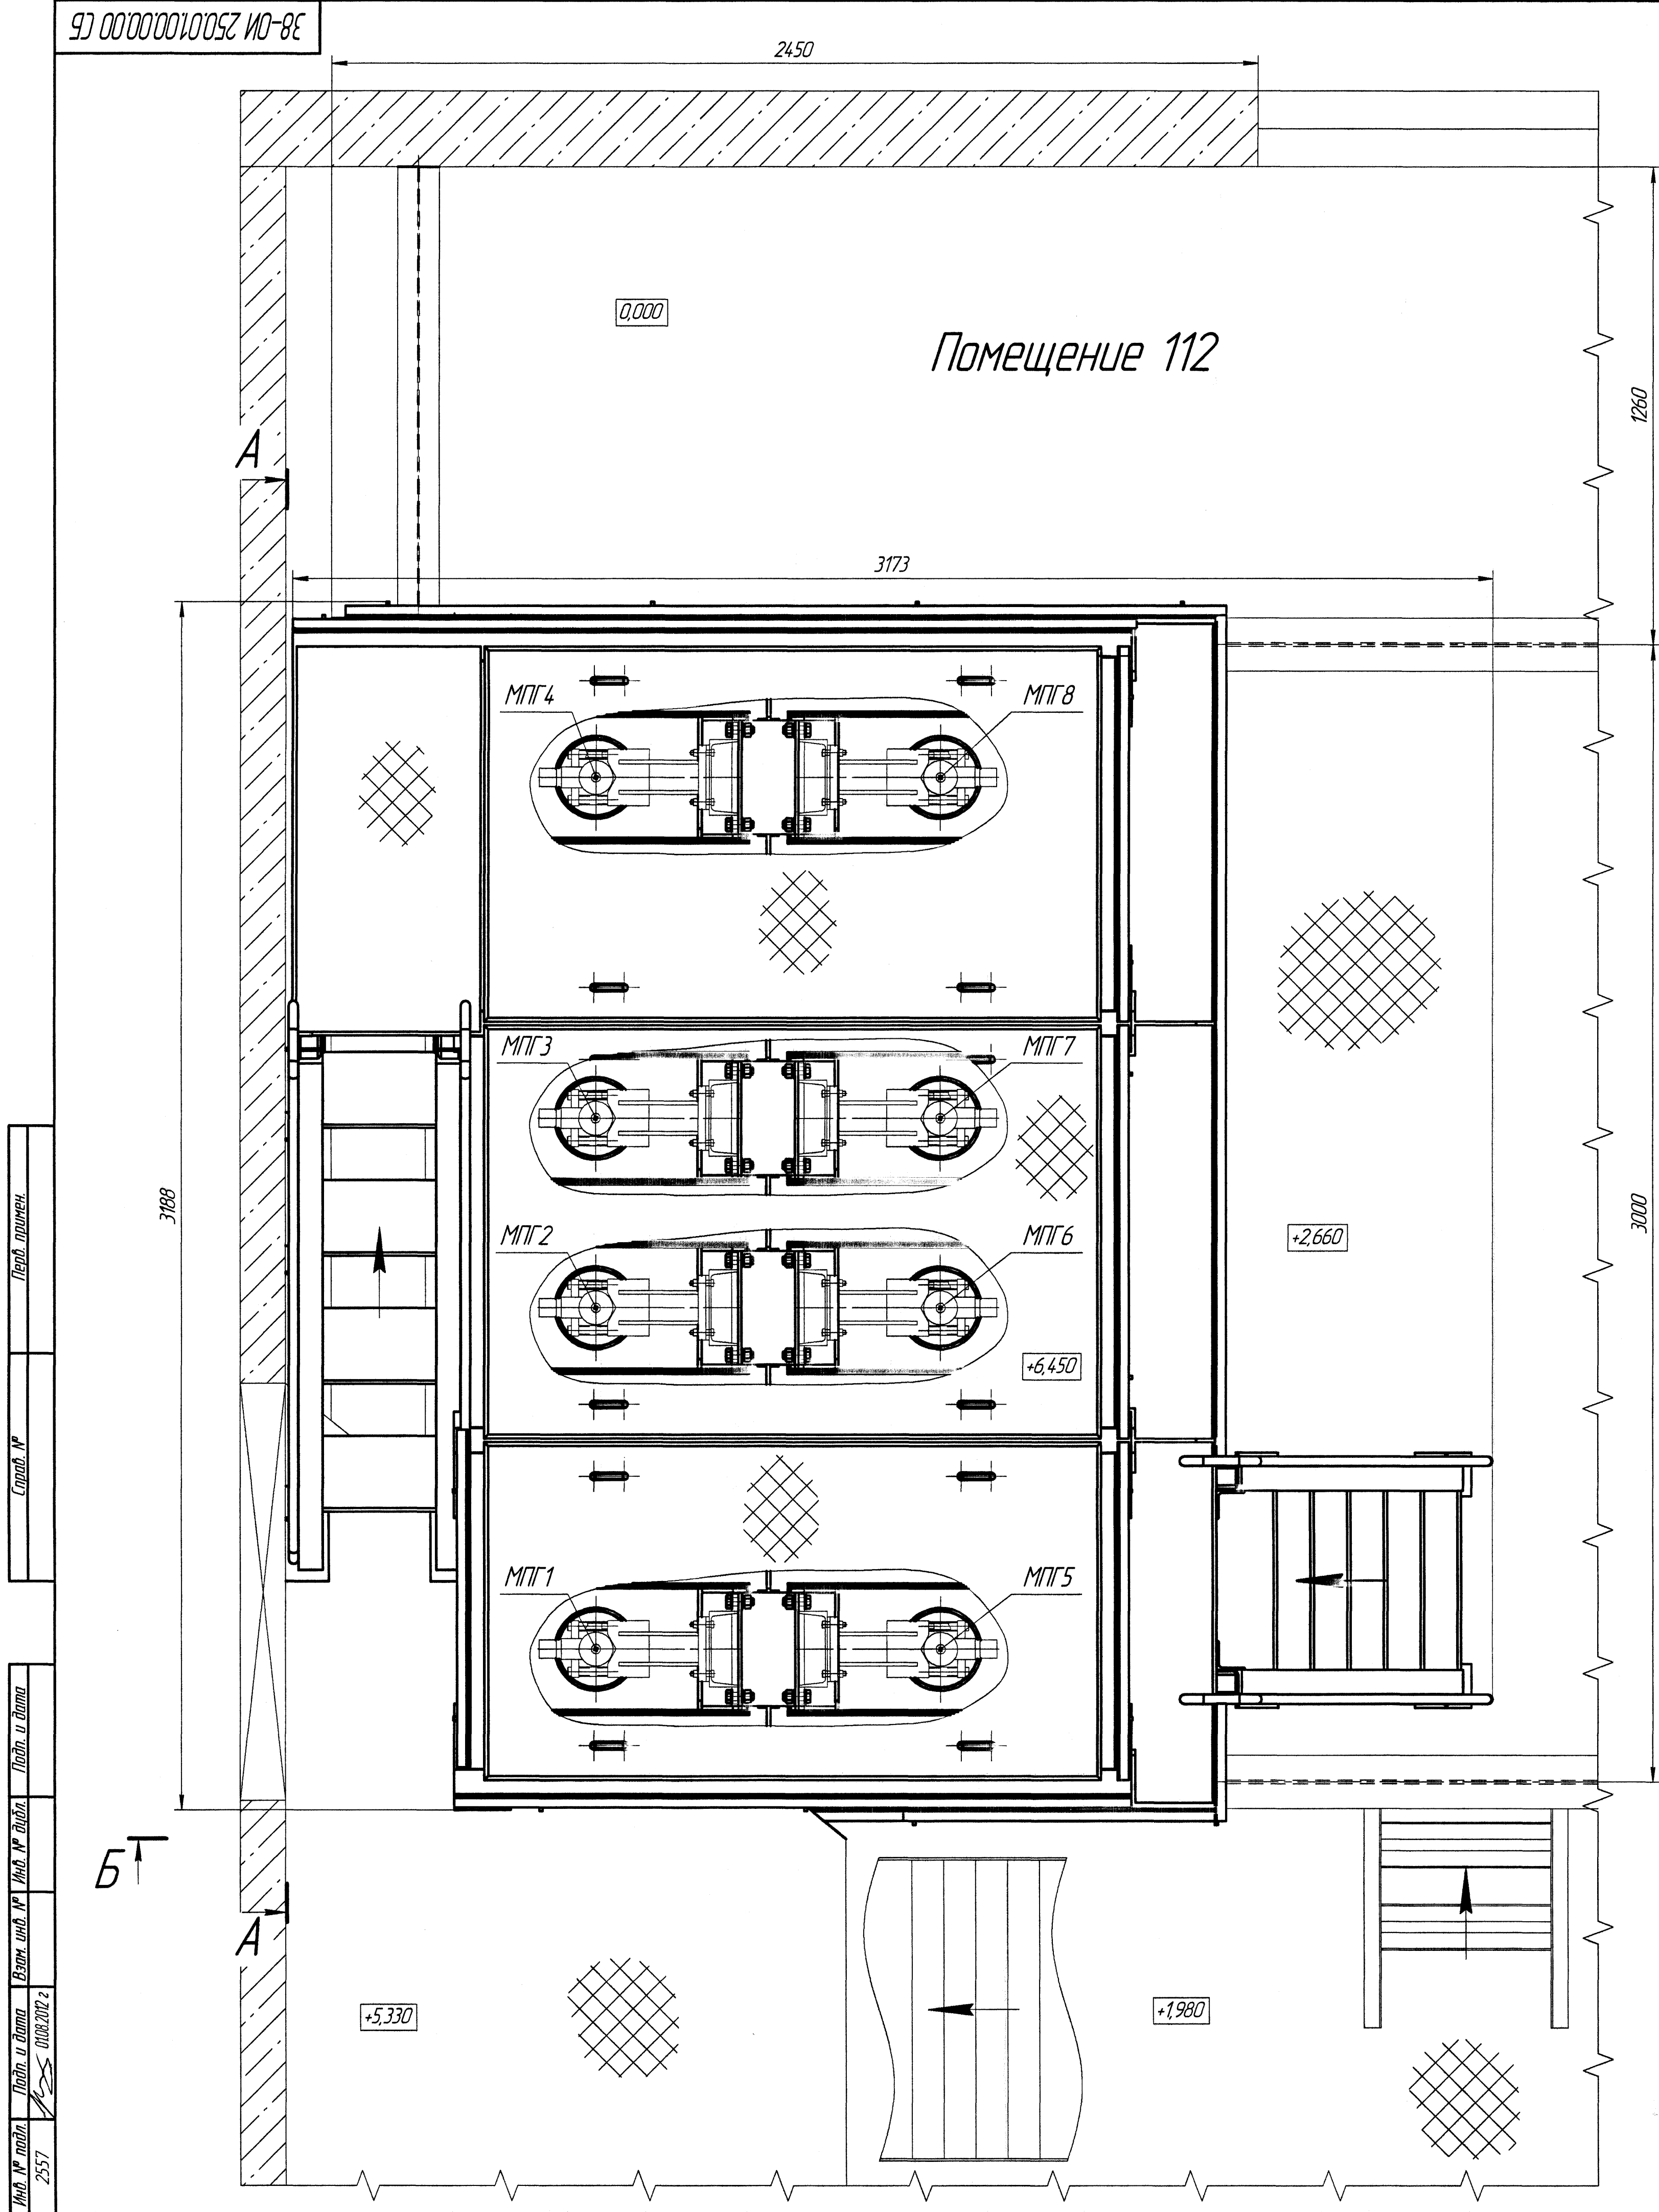 38-ОИ 250.01.00.00.00 СБ
2450
0,000
Помещение 112
1260
А
3173
МПГ4
МПГ8
МПГ3
МПГ7
3188
МПГ2
МПГ6
+2,660
3000
+6,450
МПГ1
МПГ5
Б
А
+5,330
+1,980
Перв. примен.
Справ. №
Подп. и дата
Инв. № дубл.
Взам. инв. №
Подп. и дата
01.08.2012 г
Инв. № подл.
2557